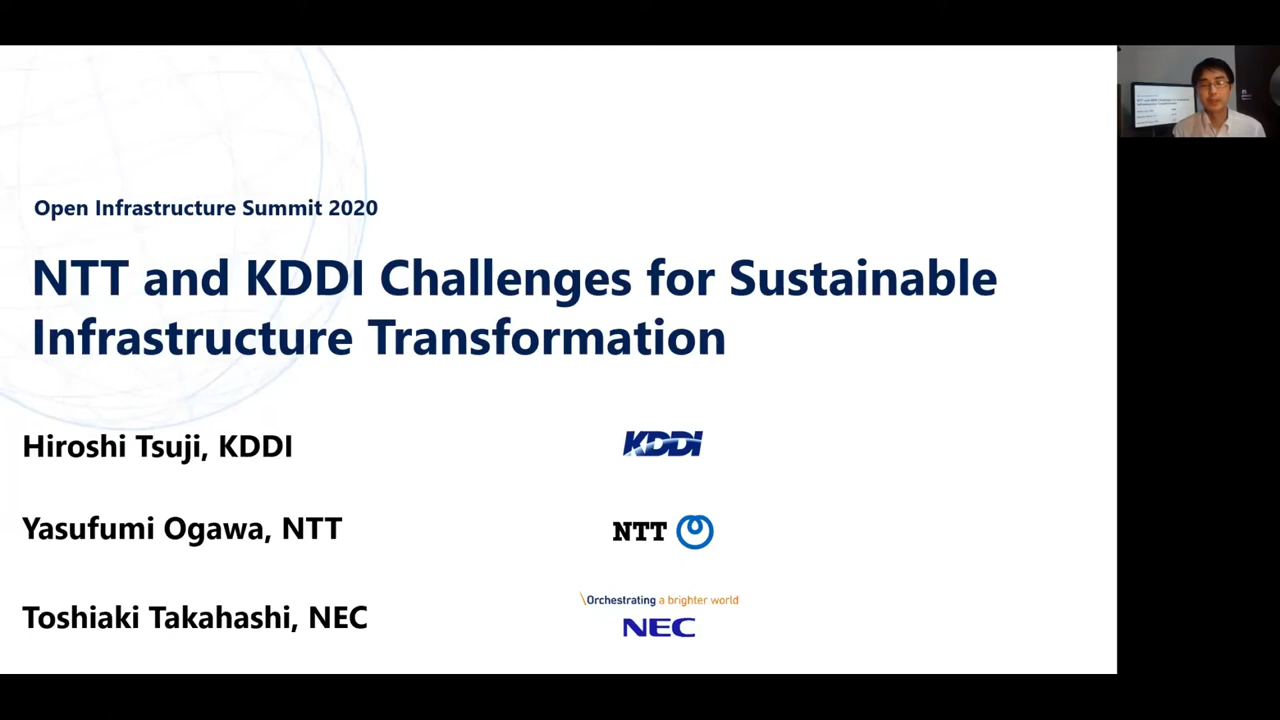 Open Infrastructure Summit 2020
NTT and KDDI Challenges for Sustainable
Infrastructure Transformation
Hiroshi Tsuji, KDDI
KDDI
Yasufumi Ogawa, NTT
NTT
Toshiaki Takahashi, NEC
\Orchestrating a brighter world
NEC